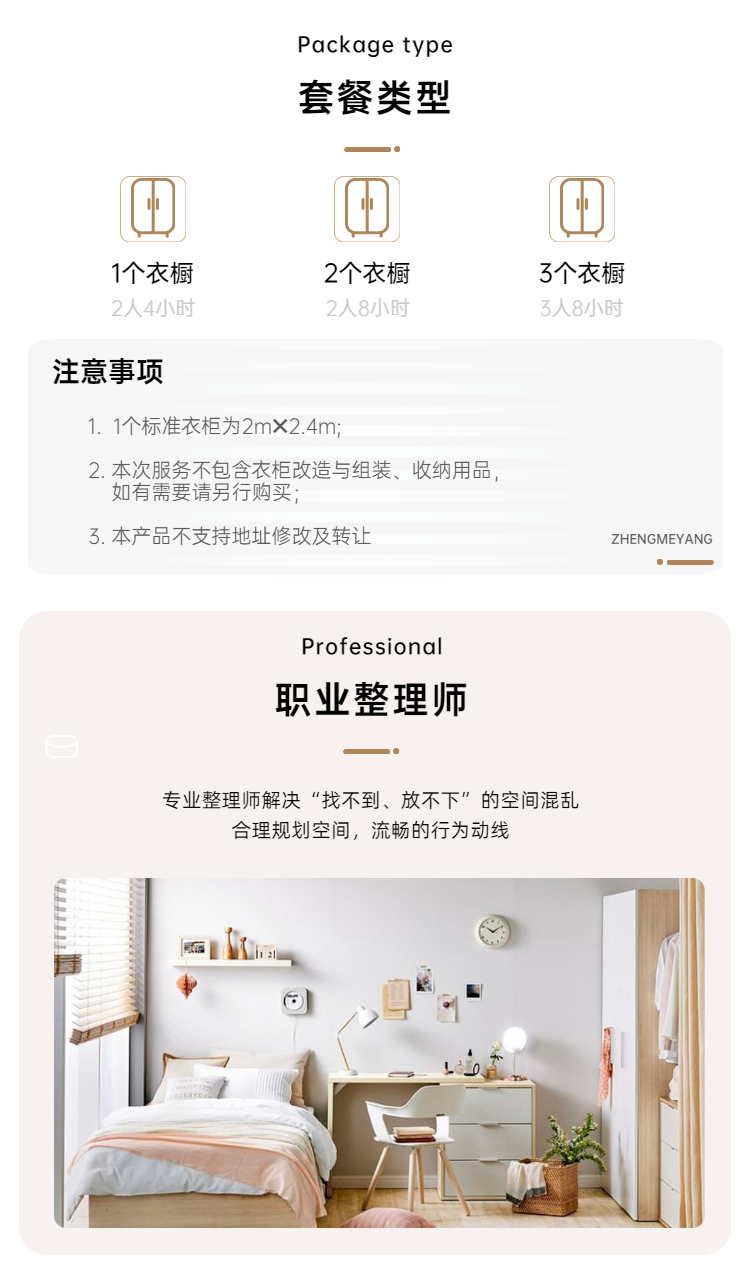 Package type
套餐类型
1个衣橱
2个衣橱
3个衣橱
2人4小时
2人8小时
3人8小时
注意事项
1. 1个标准衣柜为2m×2.4m;
2. 本次服务不包含衣柜改造与组装、收纳用品,
如有需要请另行购买;
3. 本产品不支持地址修改及转让
ZHENGMEYANG
Professional
职业整理师
专业整理师解决“找不到、放不下”的空间混乱
合理规划空间，流畅的行为动线